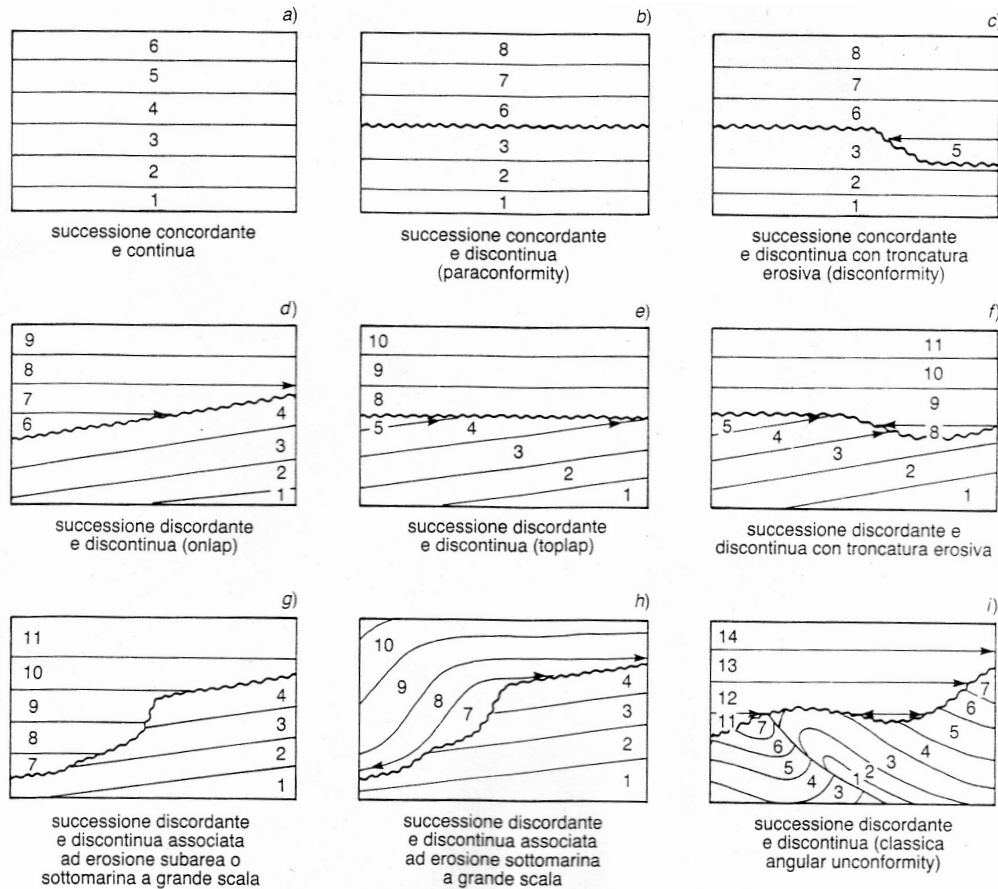 a)
6
5
4
3
2
1
successione concordante
e continua
b)
8
7
6
3
2
1
successione concordante
e discontinua
(paraconformity)
c)
8
7
6
3
5
2
1
successione concordante
e discontinua con troncatura
erosiva (disconformity)
d)
9
8
7
6
4
3
2
1
successione discordante
e discontinua (onlap)
e)
10
9
8
5
4
3
2
1
successione discordante
e discontinua (toplap)
f)
11
10
9
5
4
8
3
2
1
successione discordante e
discontinua con troncatura erosiva
g)
11
10
9
8
7
4
3
2
1
successione discordante
e discontinua associata
ad erosione subarea o
sottomarina a grande scala
h)
10
9
8
7
4
3
2
1
successione discordante
e discontinua associata
ad erosione sottomarina
a grande scala
i)
14
13
12
11
7
6
5
4
3
1
2
3
4
5
6
7
successione discordante
e discontinua (classica
angular unconformity)